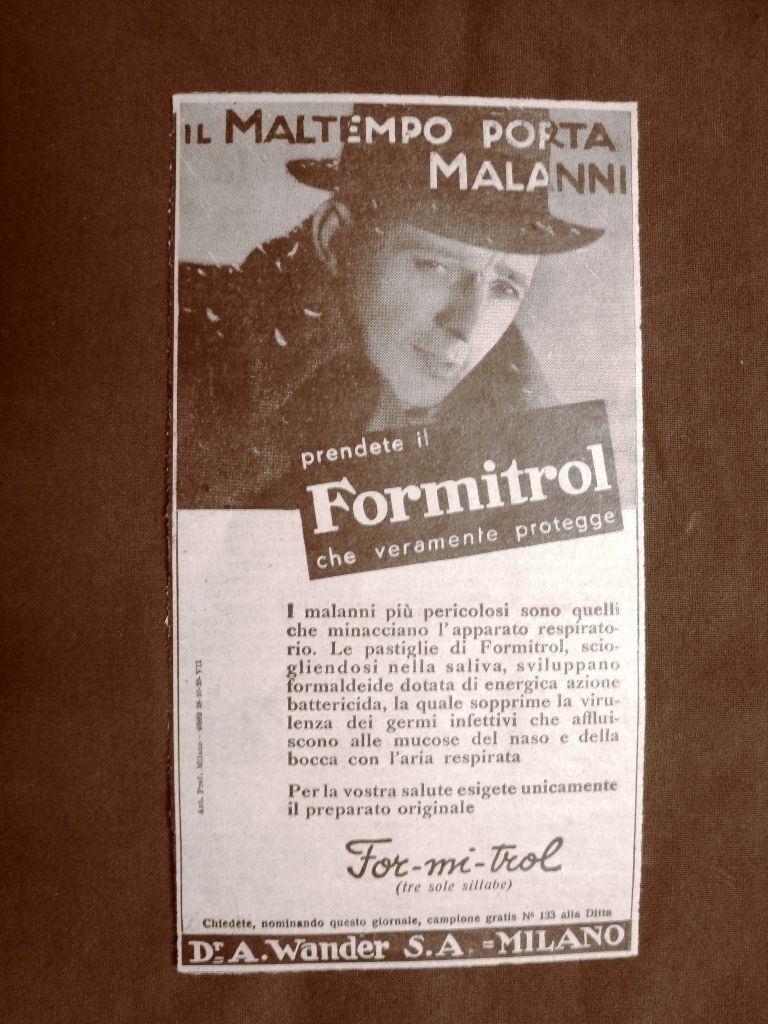 IL MALTEMPO PORTA
MALANNI
prendete il
Formitrol
che veramente protegge
I malanni più pericolosi sono quelli
che minacciano l'apparato respirato-
rio. Le pastiglie di Formitrol, scio-
gliendosi nella saliva, sviluppano
formaldeide dotata di energica azione
battericida, la quale sopprime la viru-
lenza dei germi infettivi che afflui-
scono alle mucose del naso e della
bocca con l'aria respirata
Per la vostra salute esigete unicamente
il preparato originale
For-mi-trol
(tre sole sillabe)
Aut. Pref. Milano
Chiedete, nominando questo giornale, campione gratis Nº 133 alla Ditta
Dr. A. Wander S.A. = MILANO